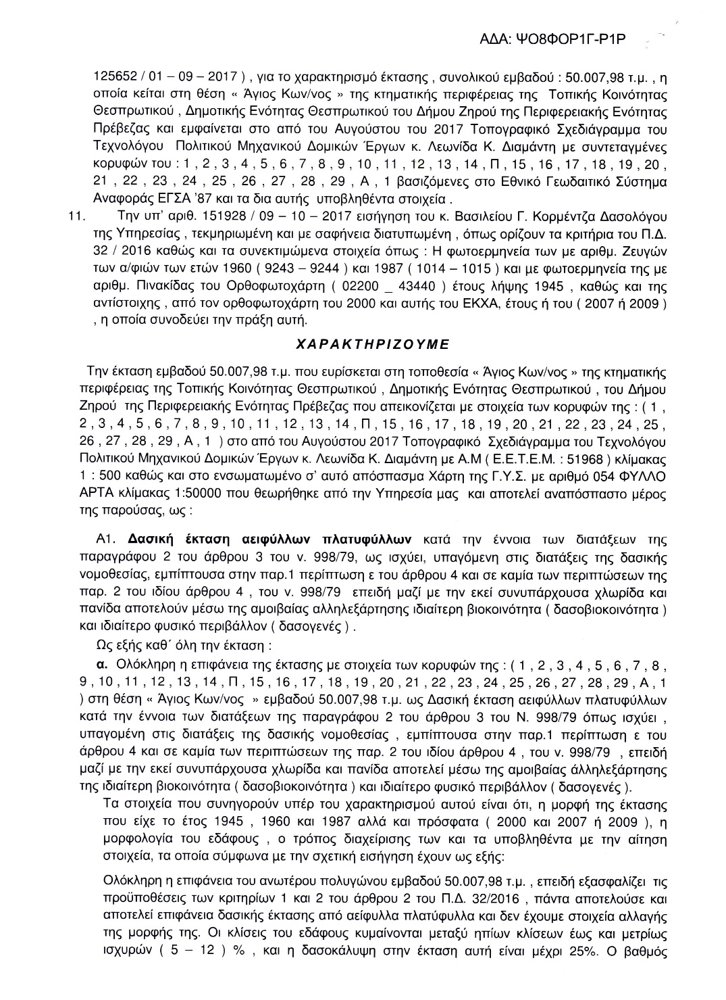 ΑΔΑ: ΨΟ8ΦΟΡ1Γ-Ρ1Ρ
125652 / 01 – 09 – 2017 ) , για το χαρακτηρισμό έκτασης , συνολικού εμβαδού : 50.007,98 τ.μ. , η
οποία κείται στη θέση « Άγιος Κων/νος » της κτηματικής περιφέρειας της Τοπικής Κοινότητας
Θεσπρωτικού , Δημοτικής Ενότητας Θεσπρωτικού του Δήμου Ζηρού της Περιφερειακής Ενότητας
Πρέβεζας και εμφαίνεται στο από του Αυγούστου του 2017 Τοπογραφικό Σχεδιάγραμμα του
Τεχνολόγου Πολιτικού Μηχανικού Δομικών Έργων κ. Λεωνίδα Κ. Διαμάντη με συντεταγμένες
κορυφών του : 1 , 2 , 3 , 4 , 5 , 6 , 7 , 8 , 9 , 10 , 11 , 12 , 13 , 14 , Π , 15 , 16 , 17 , 18 , 19 , 20 ,
21 , 22 , 23 , 24 , 25 , 26 , 27 , 28 , 29 , Α , 1 βασιζόμενες στο Εθνικό Γεωδαιτικό Σύστημα
Αναφοράς ΕΓΣΑ '87 και τα δια αυτής υποβληθέντα στοιχεία .
11. Την υπ' αριθ. 151928 / 09 – 10 – 2017 εισήγηση του κ. Βασιλείου Γ. Κορμέντζα Δασολόγου
της Υπηρεσίας , τεκμηριωμένη και με σαφήνεια διατυπωμένη , όπως ορίζουν τα κριτήρια του Π.Δ.
32 / 2016 καθώς και τα συνεκτιμώμενα στοιχεία όπως : Η φωτοερμηνεία των με αριθμ. Ζευγών
των α/φιών των ετών 1960 ( 9243 – 9244 ) και 1987 ( 1014 – 1015 ) και με φωτοερμηνεία της με
αριθμ. Πινακίδας του Ορθοφωτοχάρτη ( 02200 _ 43440 ) έτους λήψης 1945 , καθώς και της
αντίστοιχης , από τον ορθοφωτοχάρτη του 2000 και αυτής του ΕΚΧΑ, έτους ή του ( 2007 ή 2009 )
, η οποία συνοδεύει την πράξη αυτή.
ΧΑΡΑΚΤΗΡΙΖΟΥΜΕ
Την έκταση εμβαδού 50.007,98 τ.μ. που ευρίσκεται στη τοποθεσία « Άγιος Κων/νος » της κτηματικής
περιφέρειας της Τοπικής Κοινότητας Θεσπρωτικού , Δημοτικής Ενότητας Θεσπρωτικού , του Δήμου
Ζηρού της Περιφερειακής Ενότητας Πρέβεζας που απεικονίζεται με στοιχεία των κορυφών της : ( 1 ,
2 , 3 , 4 , 5 , 6 , 7 , 8 , 9 , 10 , 11 , 12 , 13 , 14 , Π , 15 , 16 , 17 , 18 , 19 , 20 , 21 , 22 , 23 , 24 , 25 ,
26 , 27 , 28 , 29 , Α , 1 ) στο από του Αυγούστου 2017 Τοπογραφικό Σχεδιάγραμμα του Τεχνολόγου
Πολιτικού Μηχανικού Δομικών Έργων κ. Λεωνίδα Κ. Διαμάντη με Α.Μ ( Ε.Ε.Τ.Ε.Μ. : 51968 ) κλίμακας
1 : 500 καθώς και στο ενσωματωμένο σ' αυτό απόσπασμα Χάρτη της Γ.Υ.Σ. με αριθμό 054 ΦΥΛΛΟ
ΑΡΤΑ κλίμακας 1:50000 που θεωρήθηκε από την Υπηρεσία μας και αποτελεί αναπόσπαστο μέρος
της παρούσας, ως :
Α1. Δασική έκταση αειφύλλων πλατυφύλλων κατά την έννοια των διατάξεων της
παραγράφου 2 του άρθρου 3 του ν. 998/79, ως ισχύει, υπαγόμενη στις διατάξεις της δασικής
νομοθεσίας, εμπίπτουσα στην παρ.1 περίπτωση ε του άρθρου 4 και σε καμία των περιπτώσεων της
παρ. 2 του ιδίου άρθρου 4 , του ν. 998/79 επειδή μαζί με την εκεί συνυπάρχουσα χλωρίδα και
πανίδα αποτελούν μέσω της αμοιβαίας αλληλεξάρτησης ιδιαίτερη βιοκοινότητα ( δασοβιοκοινότητα )
και ιδιαίτερο φυσικό περιβάλλον ( δασογενές ) .
Ως εξής καθ΄ όλη την έκταση :
α. Ολόκληρη η επιφάνεια της έκτασης με στοιχεία των κορυφών της : ( 1 , 2 , 3 , 4 , 5 , 6 , 7 , 8 ,
9 , 10 , 11 , 12 , 13 , 14 , Π , 15 , 16 , 17 , 18 , 19 , 20 , 21 , 22 , 23 , 24 , 25 , 26 , 27 , 28 , 29 , Α , 1
) στη θέση « Άγιος Κων/νος » εμβαδού 50.007,98 τ.μ. ως Δασική έκταση αειφύλλων πλατυφύλλων
κατά την έννοια των διατάξεων της παραγράφου 2 του άρθρου 3 του Ν. 998/79 όπως ισχύει ,
υπαγομένη στις διατάξεις της δασικής νομοθεσίας , εμπίπτουσα στην παρ.1 περίπτωση ε του
άρθρου 4 και σε καμία των περιπτώσεων της παρ. 2 του ιδίου άρθρου 4 , του ν. 998/79 , επειδή
μαζί με την εκεί συνυπάρχουσα χλωρίδα και πανίδα αποτελεί μέσω της αμοιβαίας άλληλεξάρτησης
της ιδιαίτερη βιοκοινότητα ( δασοβιοκοινότητα ) και ιδιαίτερο φυσικό περιβάλλον ( δασογενές ).
Τα στοιχεία που συνηγορούν υπέρ του χαρακτηρισμού αυτού είναι ότι, η μορφή της έκτασης
που είχε το έτος 1945 , 1960 και 1987 αλλά και πρόσφατα ( 2000 και 2007 ή 2009 ), η
μορφολογία του εδάφους , ο τρόπος διαχείρισης των και τα υποβληθέντα με την αίτηση
στοιχεία, τα οποία σύμφωνα με την σχετική εισήγηση έχουν ως εξής:
Ολόκληρη η επιφάνεια του ανωτέρου πολυγώνου εμβαδού 50.007,98 τ.μ. , επειδή εξασφαλίζει τις
προϋποθέσεις των κριτηρίων 1 και 2 του άρθρου 2 του Π.Δ. 32/2016 , πάντα αποτελούσε και
αποτελεί επιφάνεια δασικής έκτασης από αείφυλλα πλατύφυλλα και δεν έχουμε στοιχεία αλλαγής
της μορφής της. Οι κλίσεις του εδάφους κυμαίνονται μεταξύ ηπίων κλίσεων έως και μετρίως
ισχυρών ( 5 – 12 ) % , και η δασοκάλυψη στην έκταση αυτή είναι μέχρι 25%. Ο βαθμός